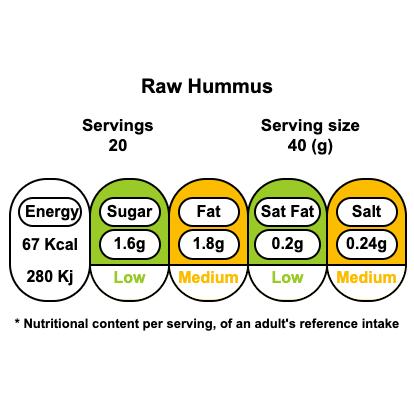 Raw Hummus
Servings Serving size
20 40 (g)
Energy Sugar Fat Sat Fat Salt
67 Kcal 1.6g 1.8g 0.2g 0.24g
280 Kj Low Medium Low Medium
* Nutritional content per serving, of an adult's reference intake